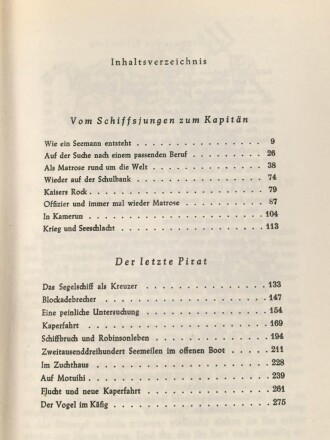 Inhaltsverzeichnis
Vom Schiffsjungen zum Kapitän
Wie ein Seemann entsteht . . . . . . . . . . . . 9
Auf der Suche nach einem passenden Beruf . . . . . . . . 26
Als Matrose rund um die Welt . . . . . . . . . . . 38
Wieder auf der Schulbank . . . . . . . . . . . . 74
Kaisers Rock . . . . . . . . . . . . . . . . 79
Offizier und immer mal wieder Matrose . . . . . . . . 87
In Kamerun . . . . . . . . . . . . . . . . 104
Krieg und Seeschlacht . . . . . . . . . . . . . 113
Der letzte Pirat
Das Segelschiff als Kreuzer . . . . . . . . . . . . 133
Blockadebrecher . . . . . . . . . . . . . . . 147
Eine peinliche Untersuchung . . . . . . . . . . . 154
Kaperfahrt . . . . . . . . . . . . . . . . 169
Schiffbruch und Robinsonleben . . . . . . . . . . 194
Zweitausenddreihundert Seemeilen im offenen Boot . . . . 211
Im Zuchthaus . . . . . . . . . . . . . . . 228
Auf Motuihi . . . . . . . . . . . . . . . . 239
Flucht und neue Kaperfahrt . . . . . . . . . . . 261
Der Vogel im Käfig . . . . . . . . . . . . . . 275